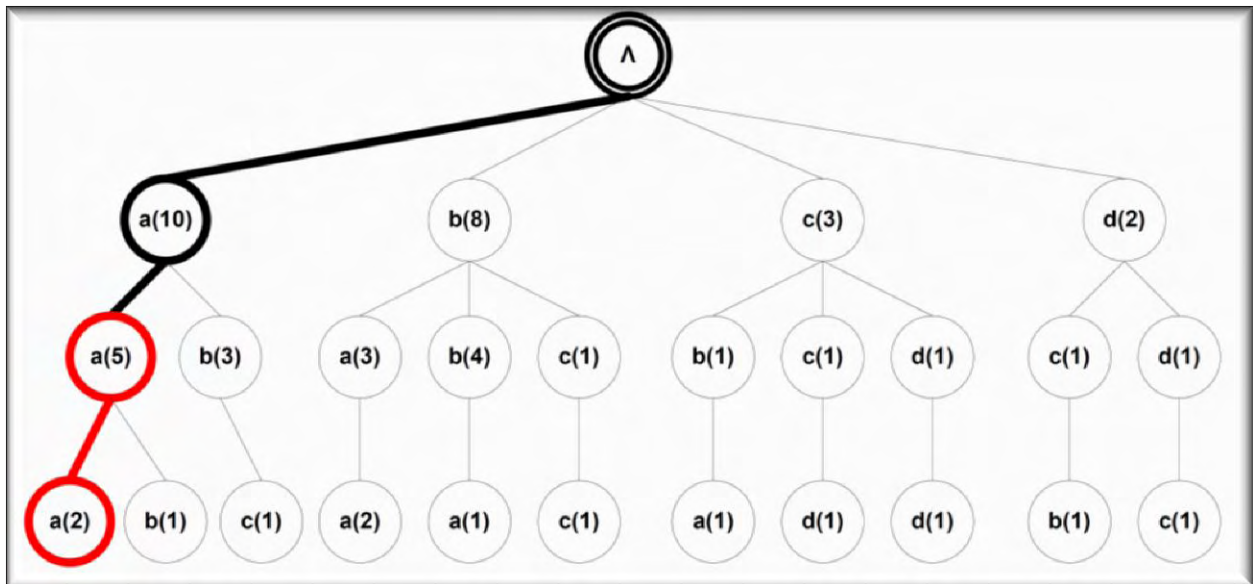 Λ
a(10) b(8) c(3) d(2)
a(5) b(3) a(3) b(4) c(1) b(1) c(1) d(1) c(1) d(1)
a(2) b(1) c(1) a(2) a(1) c(1) a(1) d(1) d(1) b(1) c(1)